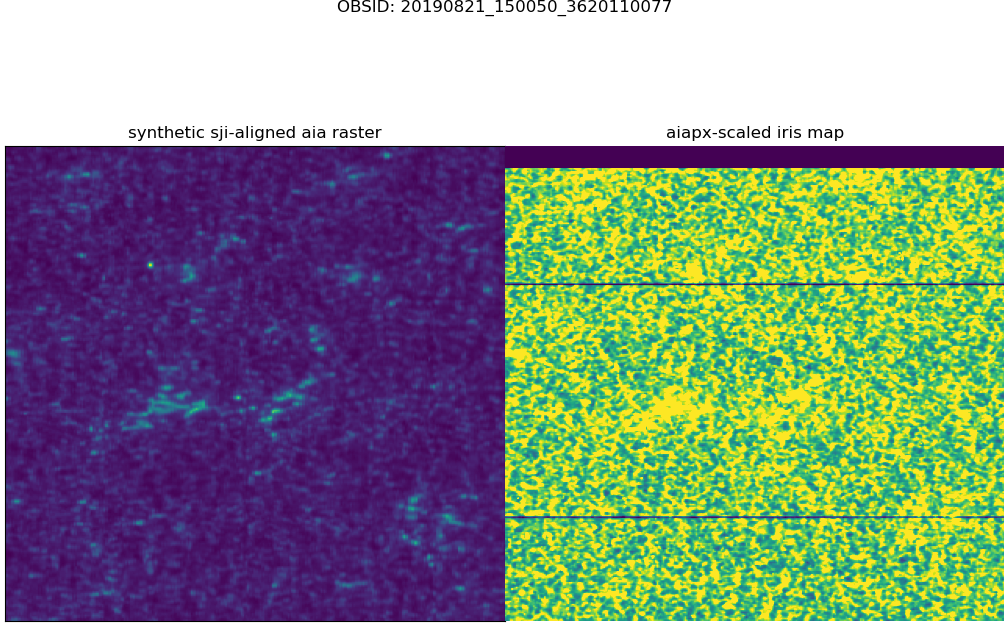 OBSID: 20190821_150050_3620110077
synthetic sji-aligned aia raster
aiapx-scaled iris map